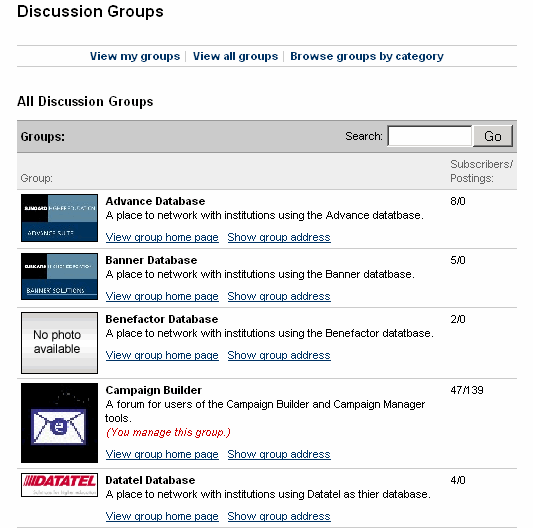 Discussion Groups
View my groups | View all groups | Browse groups by category
All Discussion Groups
Groups: Search: Go
Subscribers/
Group: Postings:
SUNGARD HIGHER EDUCATION
ADVANCE SUITE
Advance Database 8/0
A place to network with institutions using the Advance datbase.
View group home page Show group address
SUNGARD HIGHER EDUCATION
BANNER SOLUTIONS
Banner Database 5/0
A place to network with institutions using the Banner datatbase.
View group home page Show group address
No photo
available
Benefactor Database 2/0
A place to network with institutions using the Benefactor datatbase.
View group home page Show group address
Campaign Builder 47/139
A forum for users of the Campaign Builder and Campaign Manager
tools.
(You manage this group.)
View group home page Show group address
DATATEL
Datatel Database 4/0
A place to network with institutions using Datatel as thier database.
View group home page Show group address